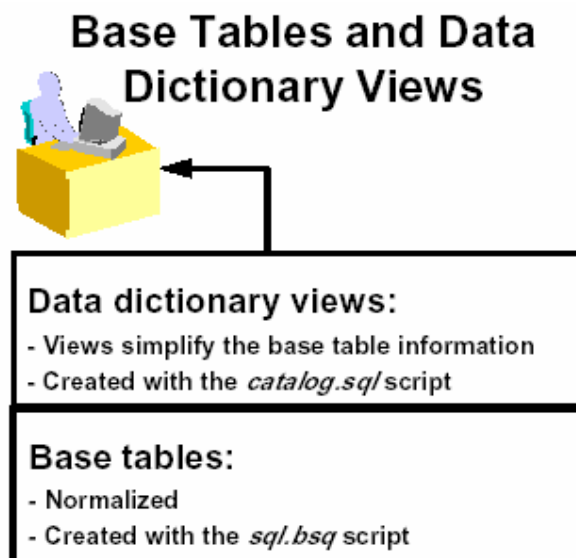 Base Tables and Data
Dictionary Views
Data dictionary views:
- Views simplify the base table information
- Created with the catalog.sql script
Base tables:
- Normalized
- Created with the sql.bsq script